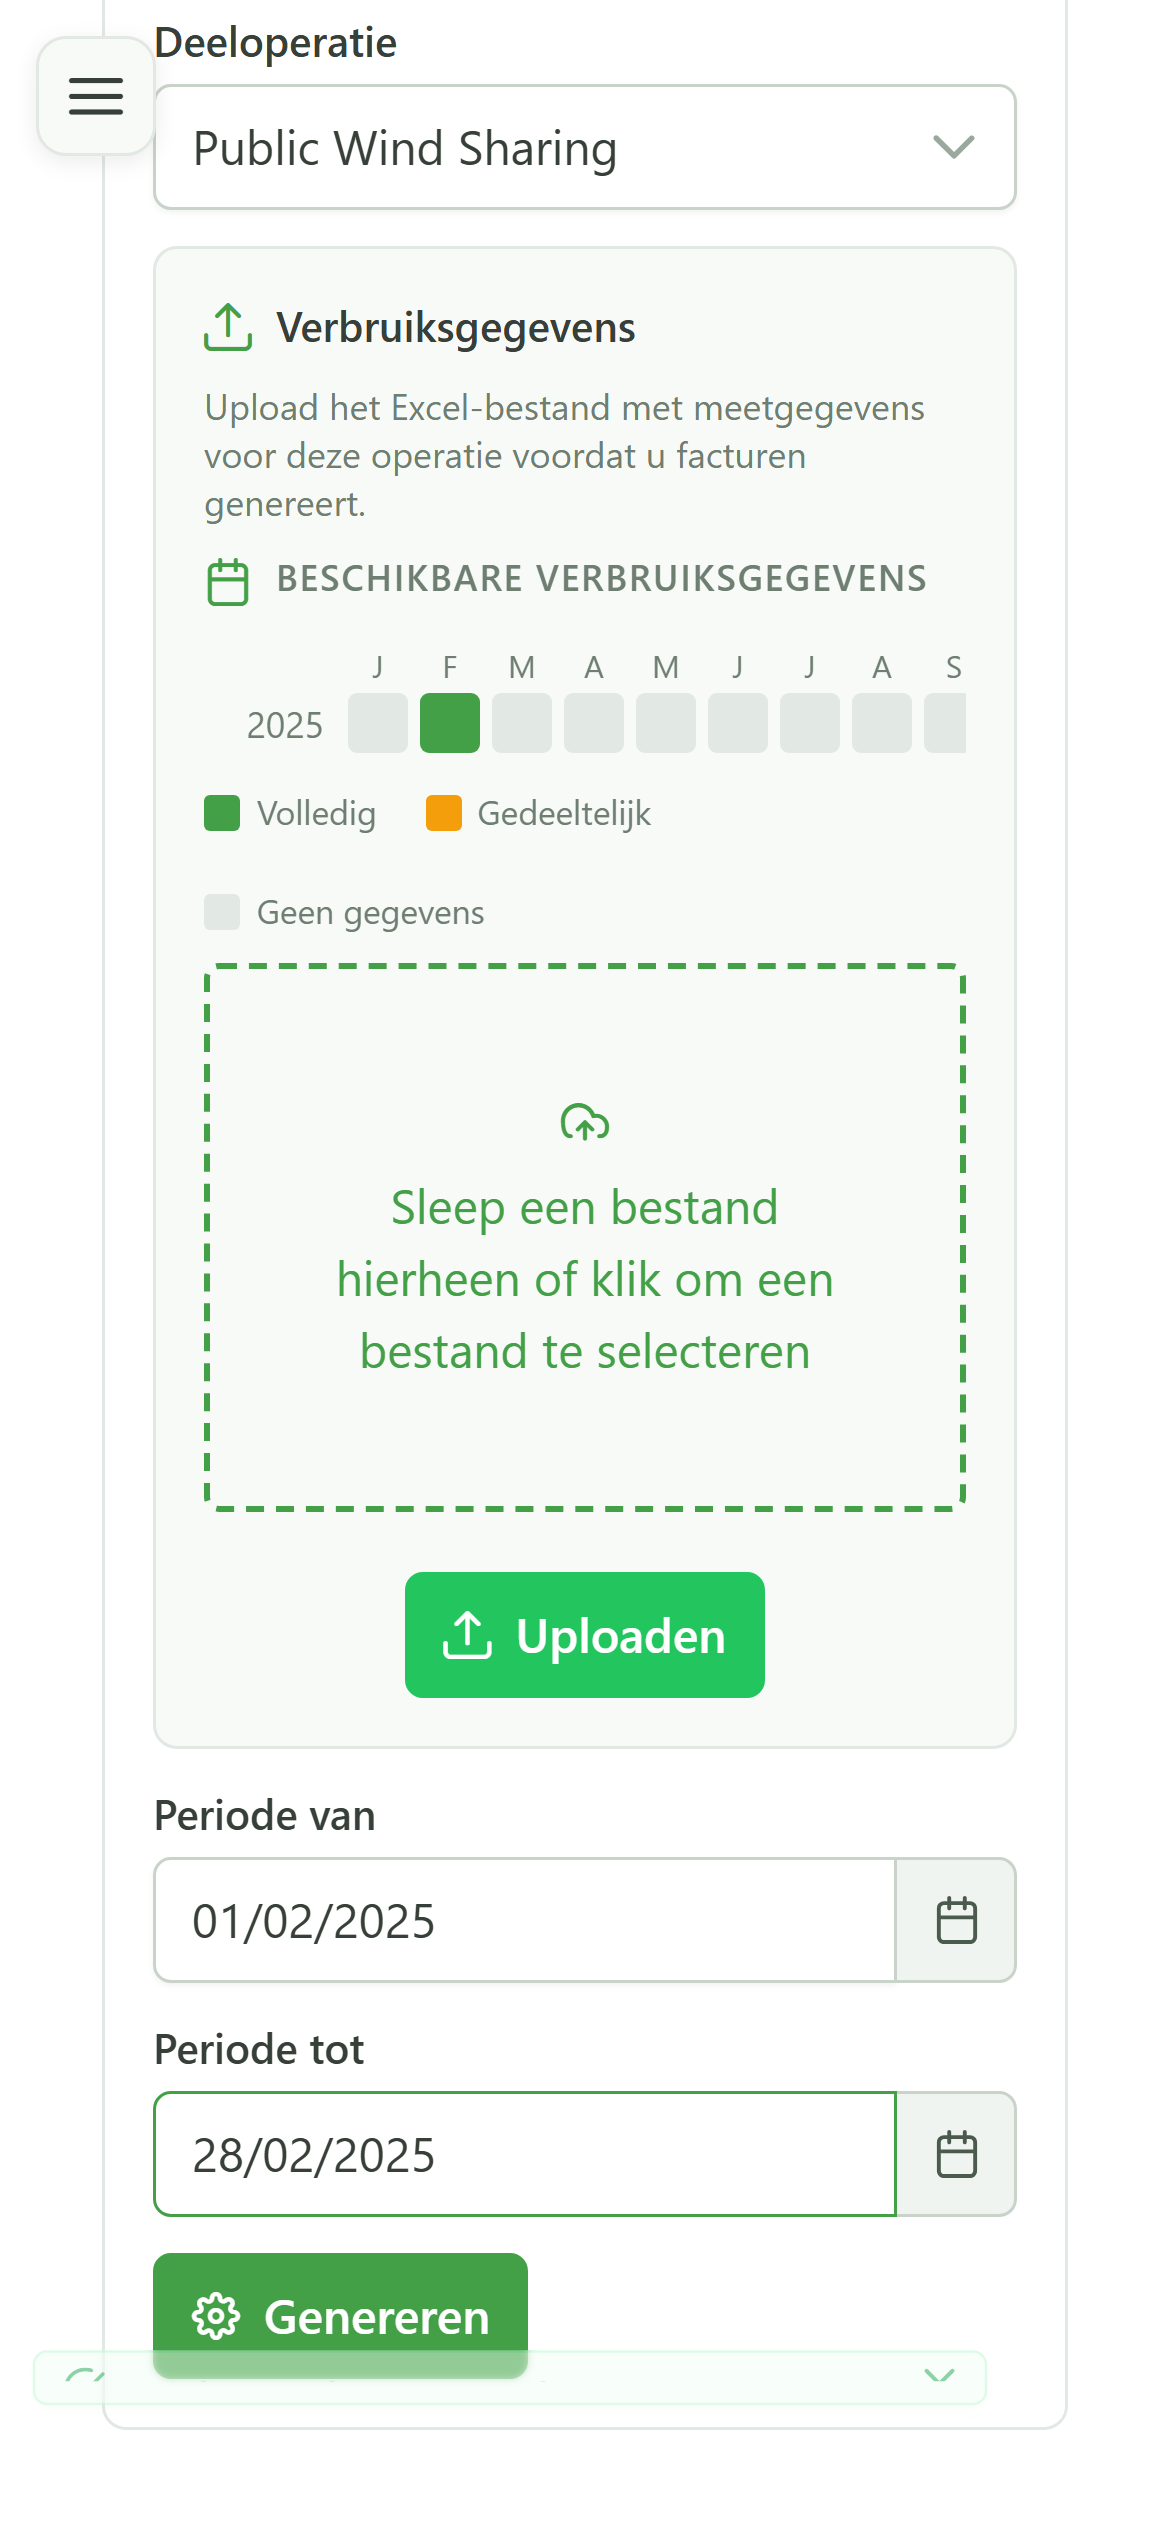 Deeloperatie
Public Wind Sharing
Verbruiksgegevens
Upload het Excel-bestand met meetgegevens
voor deze operatie voordat u facturen
genereert.
BESCHIKBARE VERBRUIKSGEGEVENS
J F M A M J J A S
2025
Volledig Gedeeltelijk
Geen gegevens
Sleep een bestand
hierheen of klik om een
bestand te selecteren
Uploaden
Periode van
01/02/2025
Periode tot
28/02/2025
Genereren